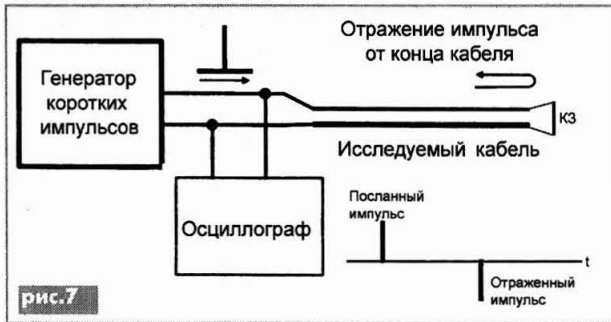 Генератор
коротких
импульсов
Отражение импульса
от конца кабеля
КЗ
Исследуемый кабель
Осциллограф
Посланный
импульс
t
Отраженный
импульс
рис.7